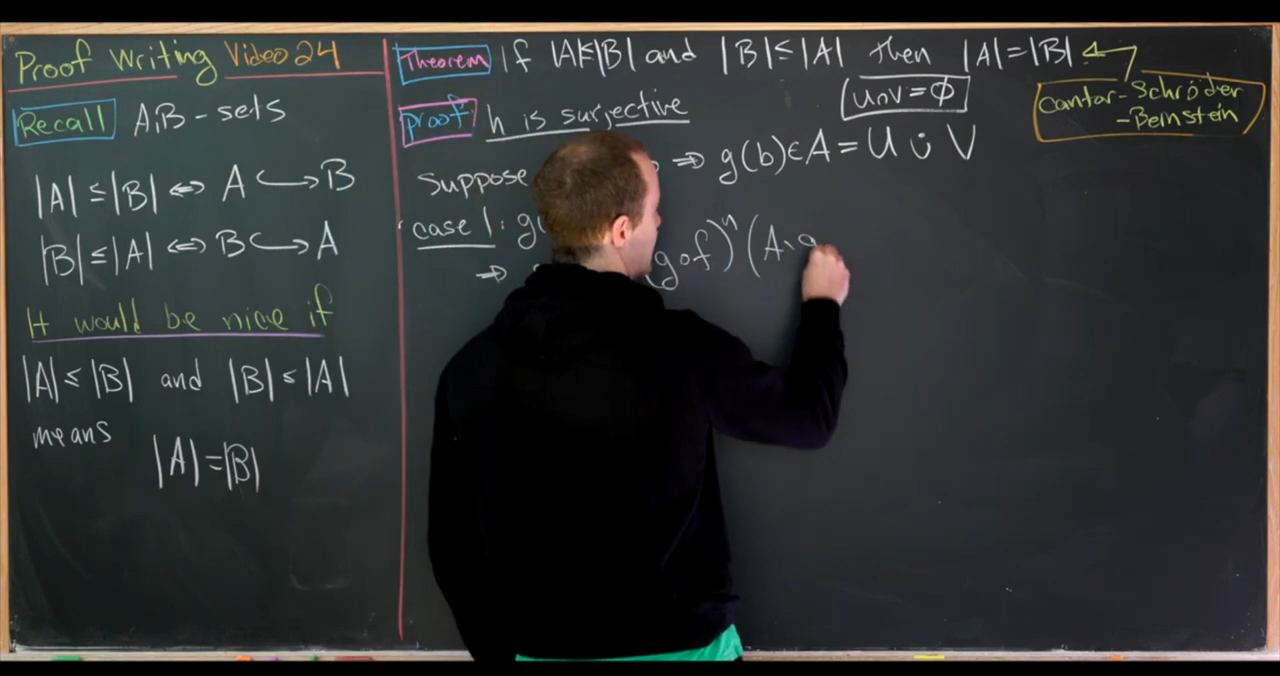 Proof Writing Video 24
Recall A,B - sets
|A| ≤ |B| ⇔ A ↪ B
|B| ≤ |A| ⇔ B ↪ A
It would be nice if
|A| ≤ |B| and |B| ≤ |A|
means
|A| = |B|
Theorem If |A| ≤ |B| and |B| ≤ |A| then |A| = |B|
Cantor-Schröder
-Bernstein
Proof: h is surjective
U∩V = ϕ
Suppose ⇒ g(b) ∈ A = U ∪̇ V
case 1: g(
⇒ (g∘f)ⁿ (A∖g